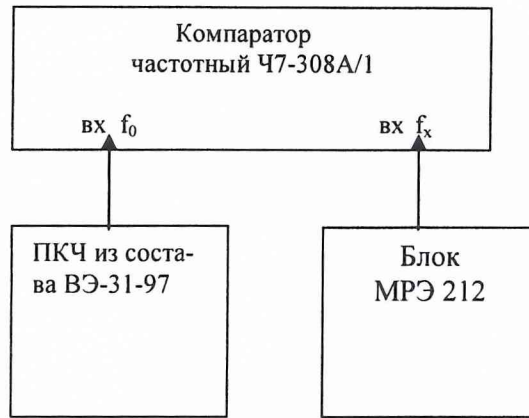 Компаратор
частотный Ч7-308А/1
вх f₀
вх fₓ
ПКЧ из соста-
ва ВЭ-31-97
Блок
МРЭ 212